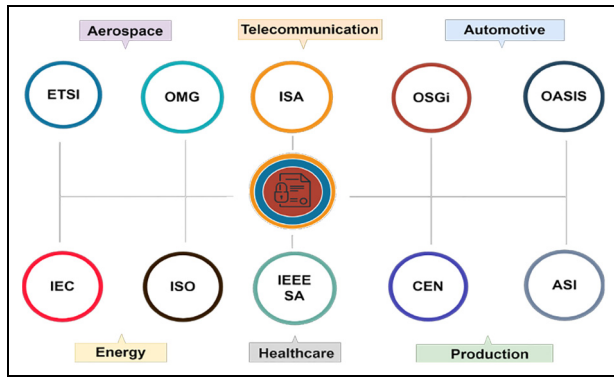 Aerospace
Telecommunication
Automotive
ETSI
OMG
ISA
OSGi
OASIS
IEC
ISO
IEEE
SA
CEN
ASI
Energy
Healthcare
Production